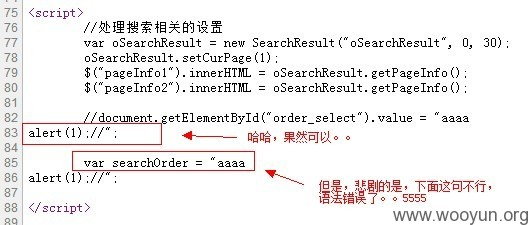 75 <script>
76 //处理搜索相关的设置
77 var oSearchResult = new SearchResult("oSearchResult", 0, 30);
78 oSearchResult.setCurPage(1);
79 $("pageInfo1").innerHTML = oSearchResult.getPageInfo();
80 $("pageInfo2").innerHTML = oSearchResult.getPageInfo();
81
82 //document.getElementById("order_select").value = "aaaa
83 alert(1);//";
哈哈，果然可以。。
84
85 var searchOrder = "aaaa
86 alert(1);//";
但是，悲剧的是，下面这句不行，
语法错误了。。5555
87
88 </script>
www.wooyun.org